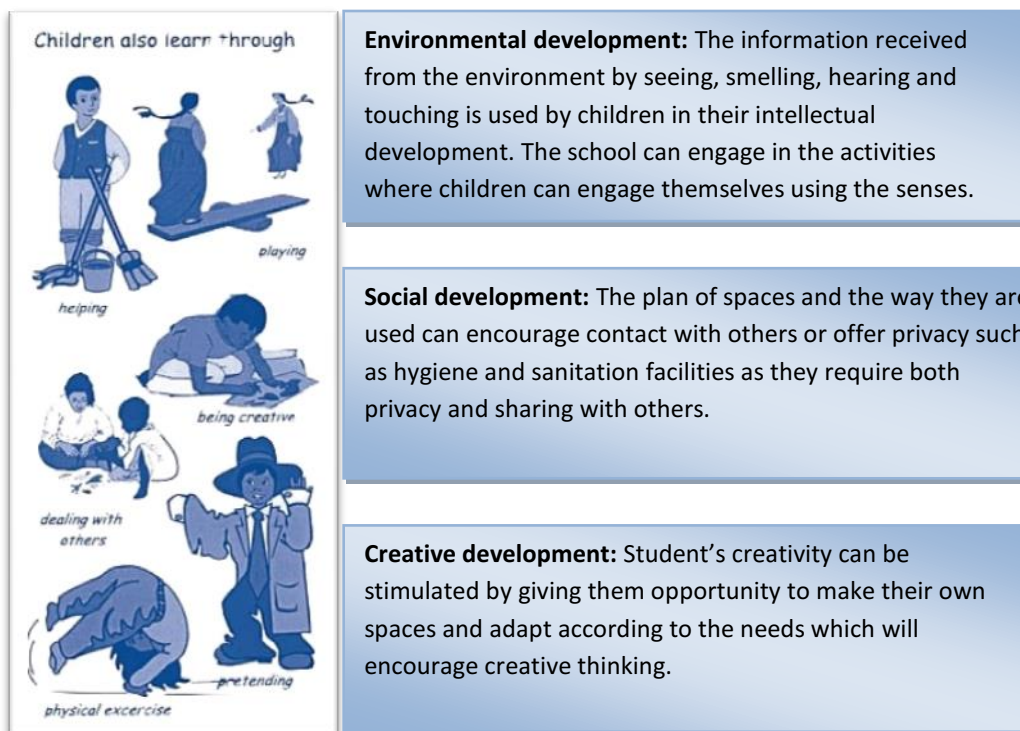 Children also learn through
playing
helping
being creative
dealing with
others
pretending
physical excercise
Environmental development: The information received
from the environment by seeing, smelling, hearing and
touching is used by children in their intellectual
development. The school can engage in the activities
where children can engage themselves using the senses.
Social development: The plan of spaces and the way they are
used can encourage contact with others or offer privacy such
as hygiene and sanitation facilities as they require both
privacy and sharing with others.
Creative development: Student’s creativity can be
stimulated by giving them opportunity to make their own
spaces and adapt according to the needs which will
encourage creative thinking.